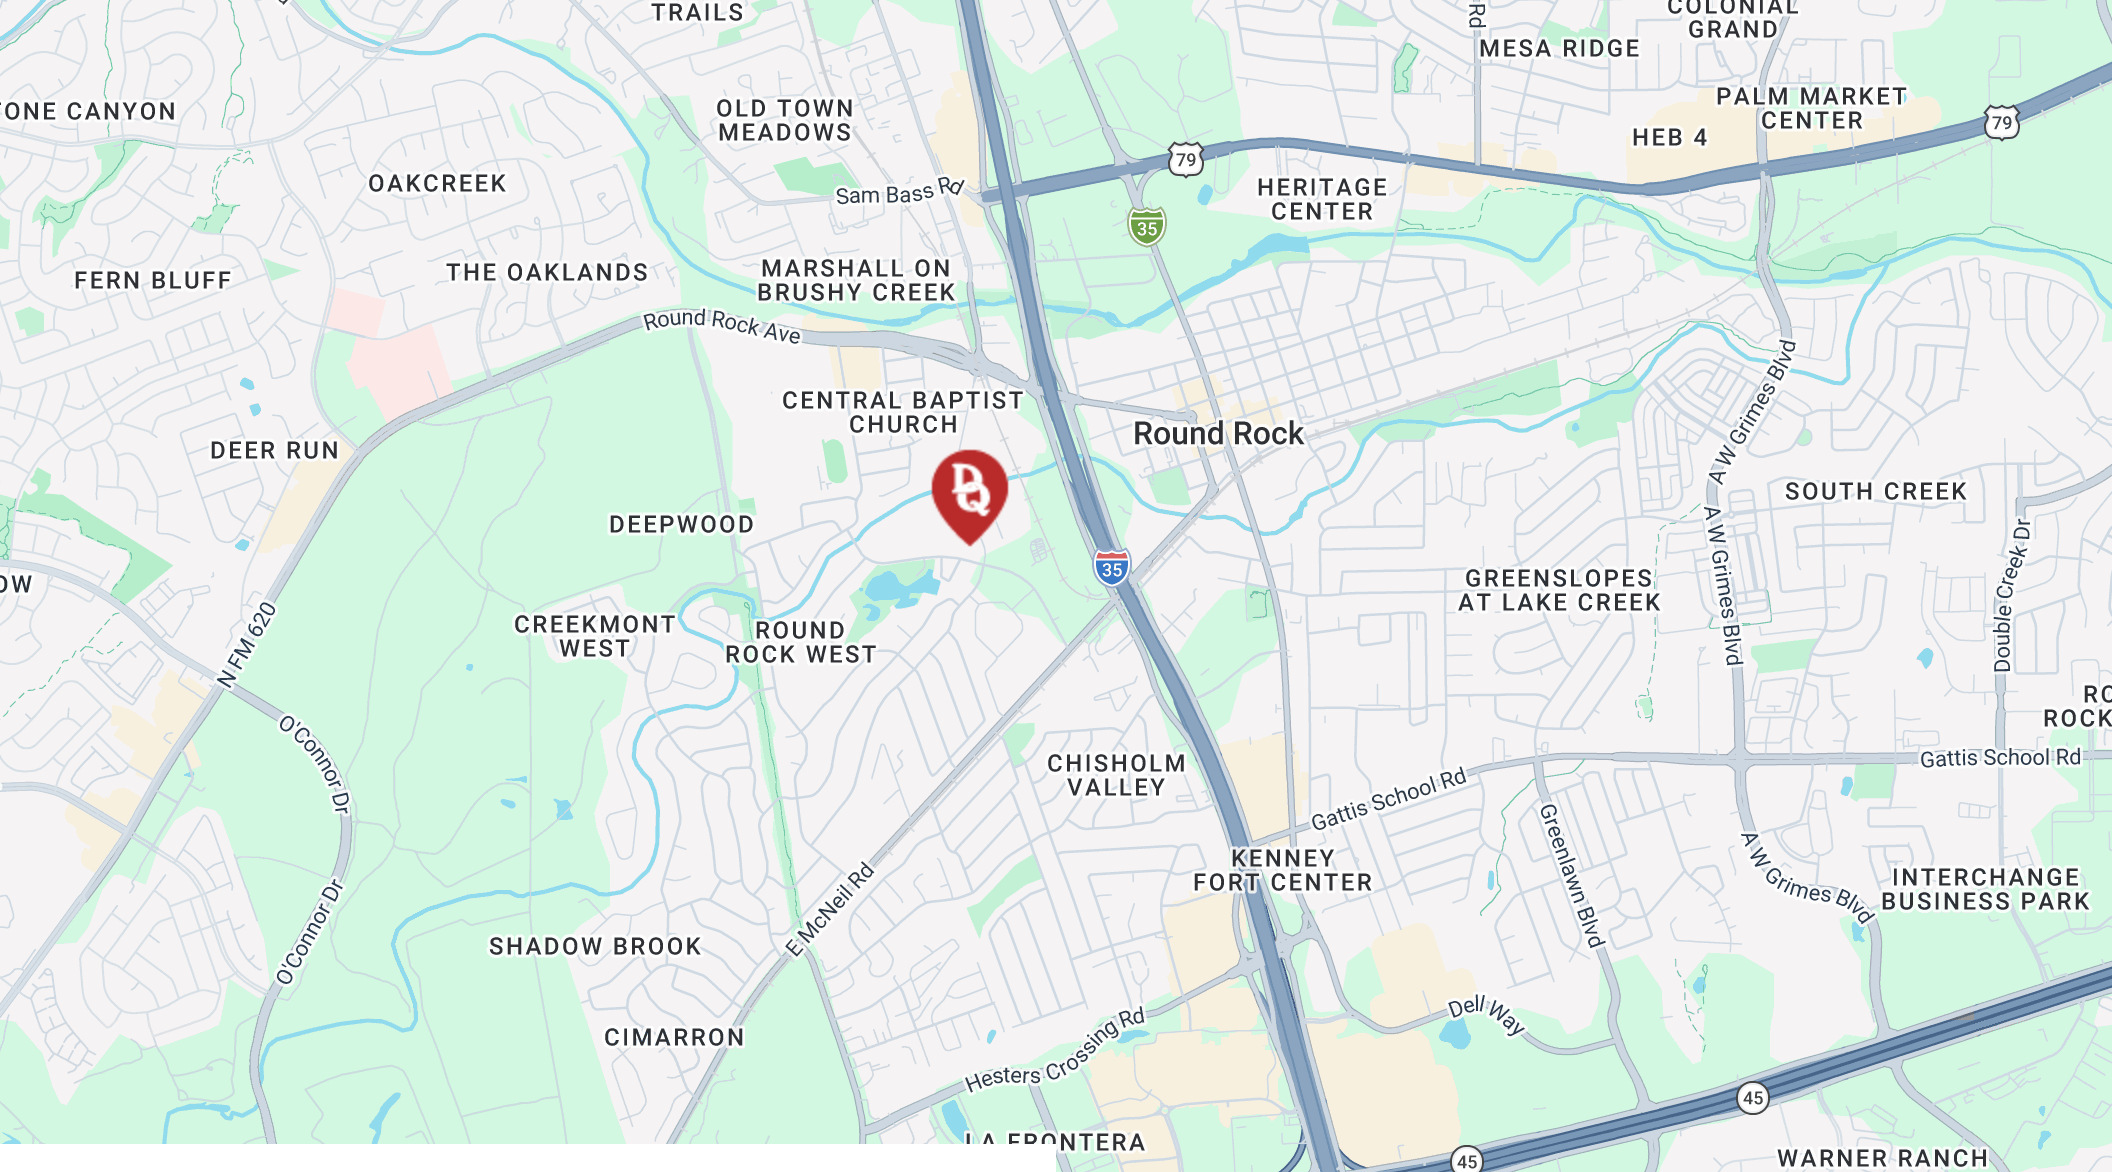 TRAILS
Rd
COLONIAL
GRAND
MESA RIDGE
PALM MARKET
CENTER
79
HEB 4
ONE CANYON
OLD TOWN
MEADOWS
79
OAKCREEK
Sam Bass Rd
HERITAGE
CENTER
35
FERN BLUFF
THE OAKLANDS
MARSHALL ON
BRUSHY CREEK
Round Rock Ave
A W Grimes Blvd
CENTRAL BAPTIST
CHURCH
Round Rock
DEER RUN
DQ
SOUTH CREEK
DEEPWOOD
A W Grimes Blvd
Double Creek Dr
35
OW
GREENSLOPES
AT LAKE CREEK
N FM 620
CREEKMONT
WEST
ROUND
ROCK WEST
RO
ROCK
O'Connor Dr
CHISHOLM
VALLEY
Gattis School Rd
Gattis School Rd
Greenlawn Blvd
A W Grimes Blvd
KENNEY
FORT CENTER
INTERCHANGE
BUSINESS PARK
E McNeil Rd
O'Connor Dr
SHADOW BROOK
Dell Way
CIMARRON
Hesters Crossing Rd
45
LA FRONTERA
45
WARNER RANCH